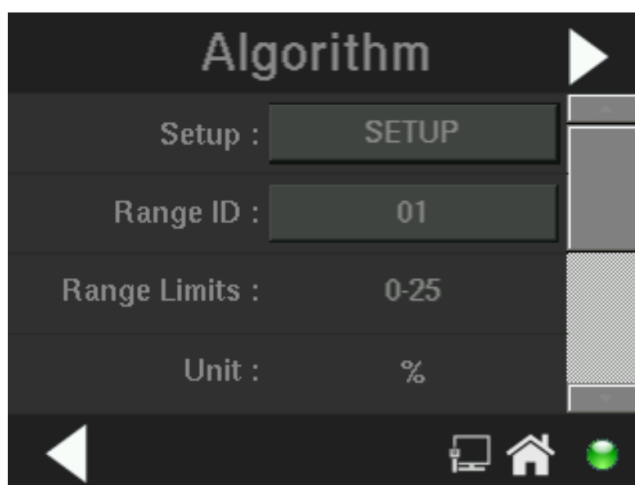 Algorithm
Setup : SETUP
Range ID : 01
Range Limits : 0-25
Unit : %